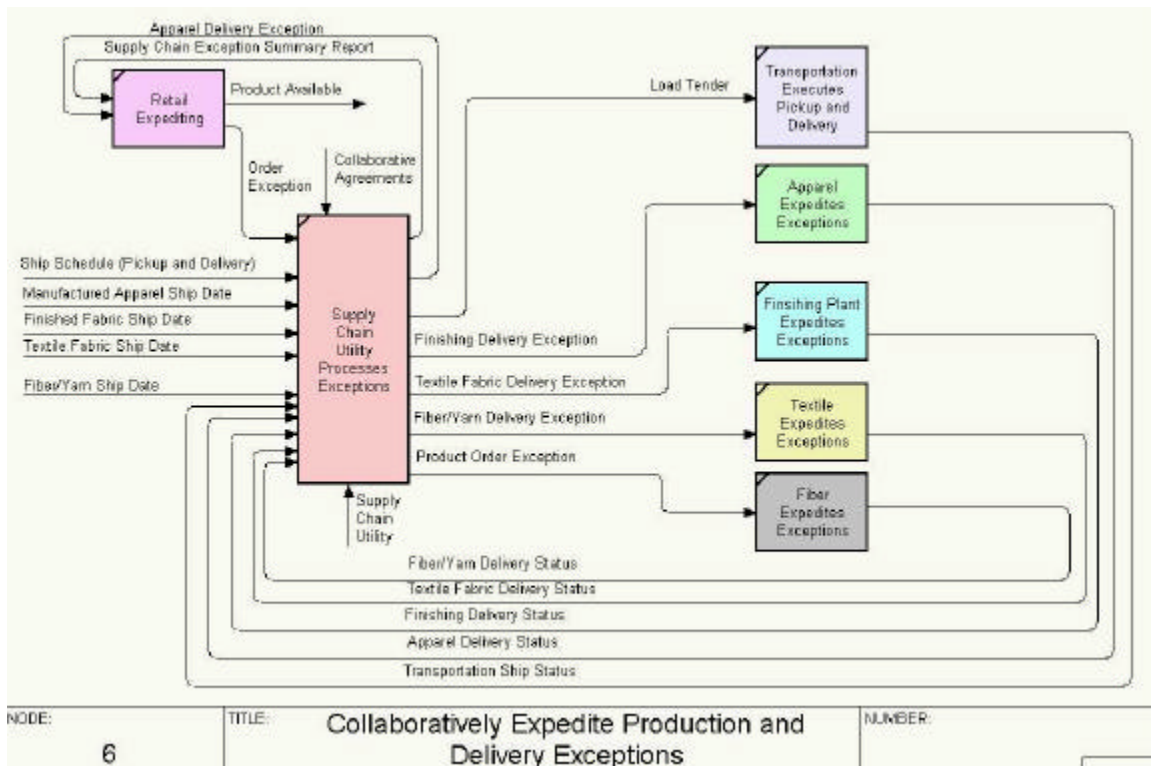 Apparel Delivery Exception
Supply Chain Exception Summary Report
Retail
Expediting
Product Available
Order
Exception
Collaborative
Agreements
Load Tender
Transportation
Executes
Pickup and
Delivery
Apparel
Expedites
Exceptions
Ship Schedule (Pickup and Delivery)
Manufactured Apparel Ship Date
Finished Fabric Ship Date
Textile Fabric Ship Date
Fiber/Yarn Ship Date
Supply
Chain
Utility
Processes
Exceptions
Finishing Delivery Exception
Textile Fabric Delivery Exception
Fiber/Yarn Delivery Exception
Product Order Exception
Finsihing Plant
Expedites
Exceptions
Textile
Expedites
Exceptions
Fiber
Expedites
Exceptions
Supply
Chain
Utility
Fiber/Yarn Delivery Status
Textile Fabric Delivery Status
Finishing Delivery Status
Apparel Delivery Status
Transportation Ship Status
NODE:
6
TITLE:
Collaboratively Expedite Production and
Delivery Exceptions
NUMBER: